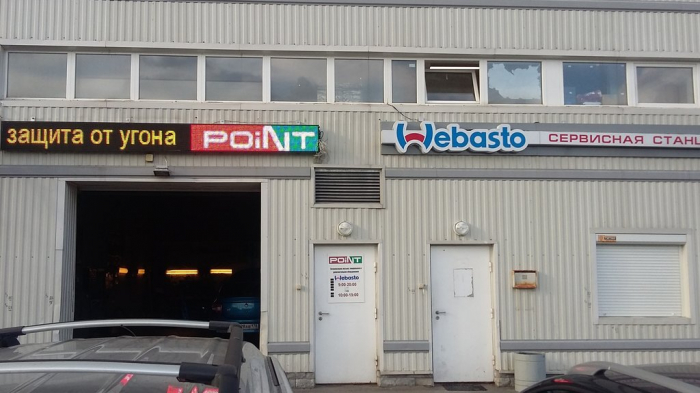 защита от угона POINT
Webasto СЕРВИСНАЯ СТАНЦ
POINT
Webasto